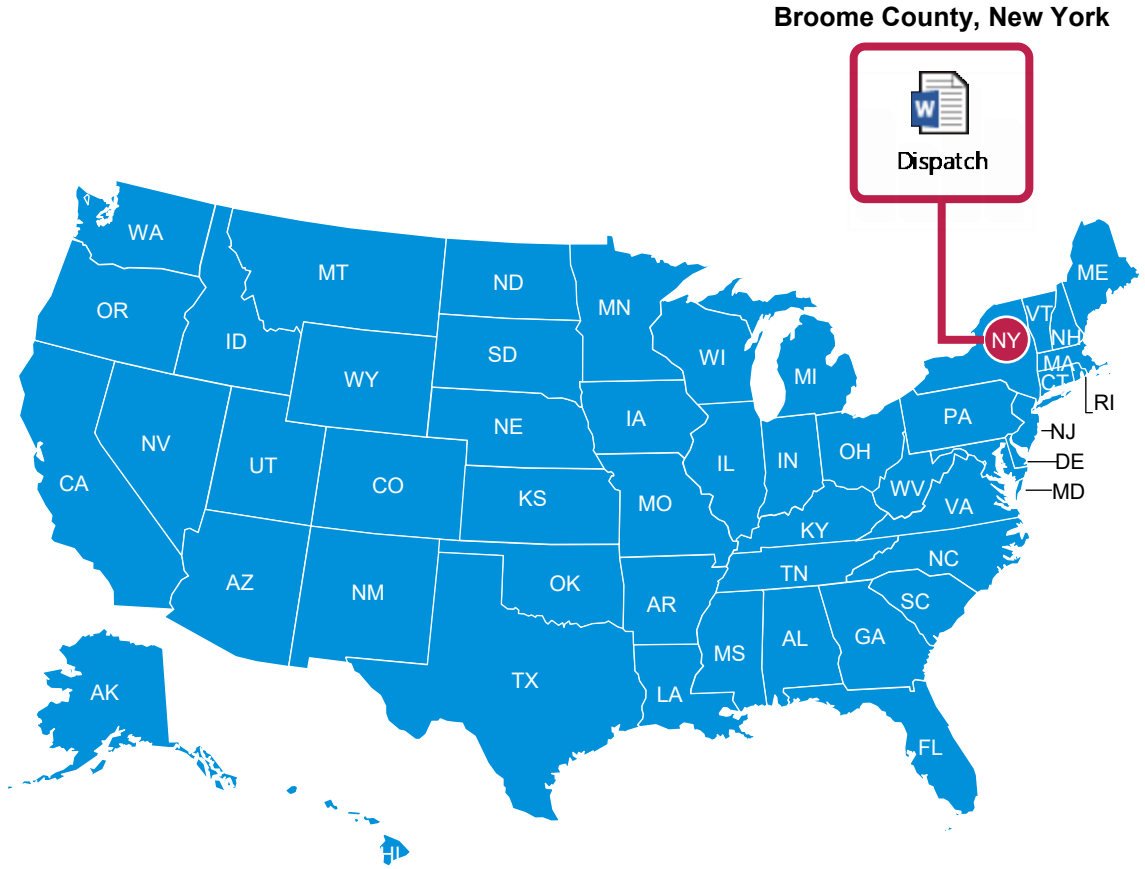 Broome County, New York
W
Dispatch
WA
MT
ND
MN
ME
OR
ID
SD
WI
MI
VT
NH
NY
MA
CT
RI
WY
NE
IA
PA
NJ
NV
UT
CO
KS
MO
IL
IN
OH
DE
CA
WV
VA
MD
KY
AZ
NM
OK
AR
TN
NC
SC
TX
LA
MS
AL
GA
FL
AK
HI